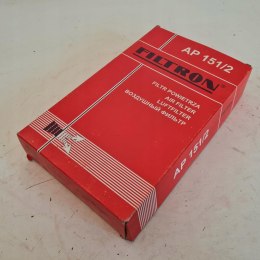 AP 151/2
FILTRON
FILTR POWIETRZA
AIR FILTER
LUFTFILTER
ВОЗДУШНЫЙ ФИЛЬТР
AP 151/2